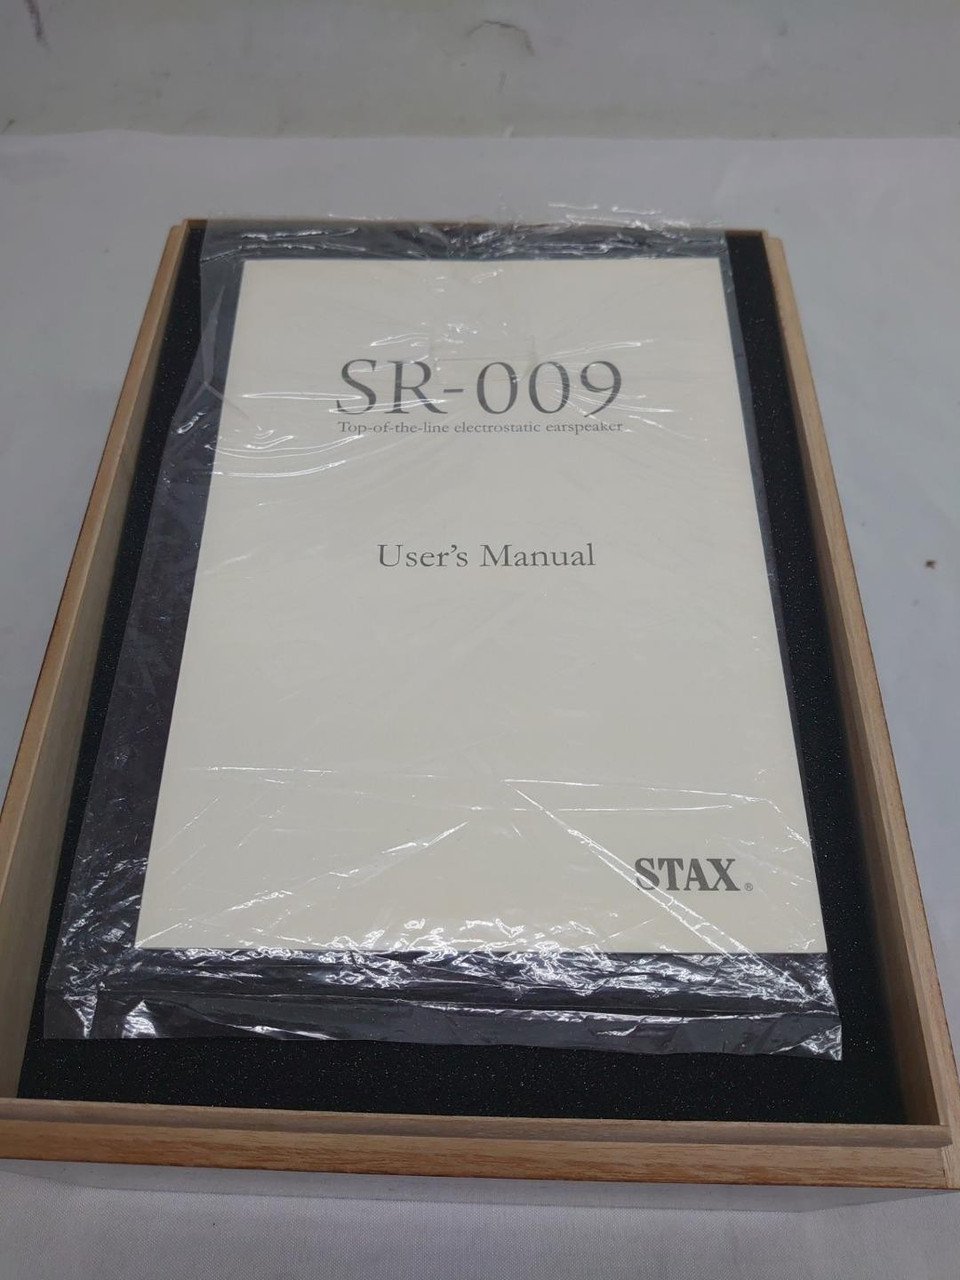 SR-009
Top-of-the-line electrostatic earspeaker
User's Manual
STAX®